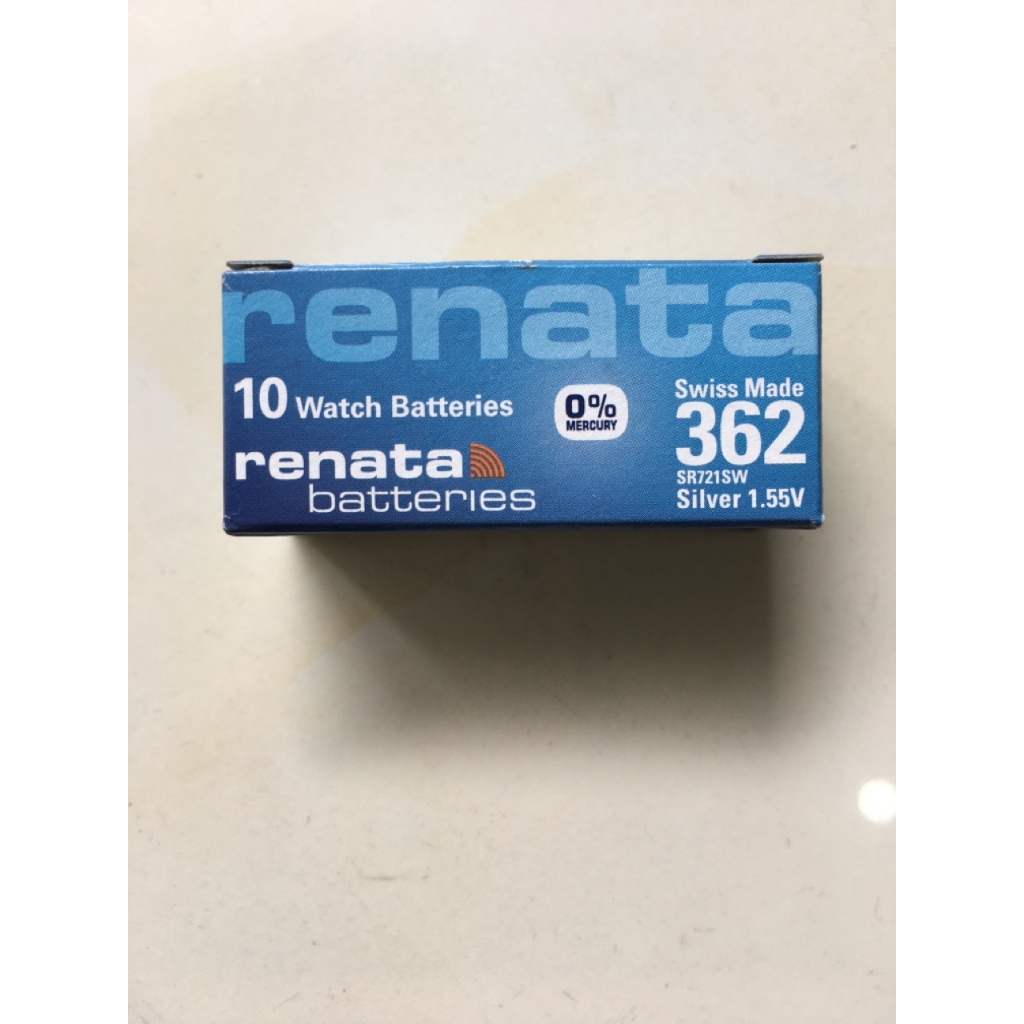 renata
10 Watch Batteries
renata
batteries
0%
MERCURY
Swiss Made
362
SR721SW
Silver 1.55V